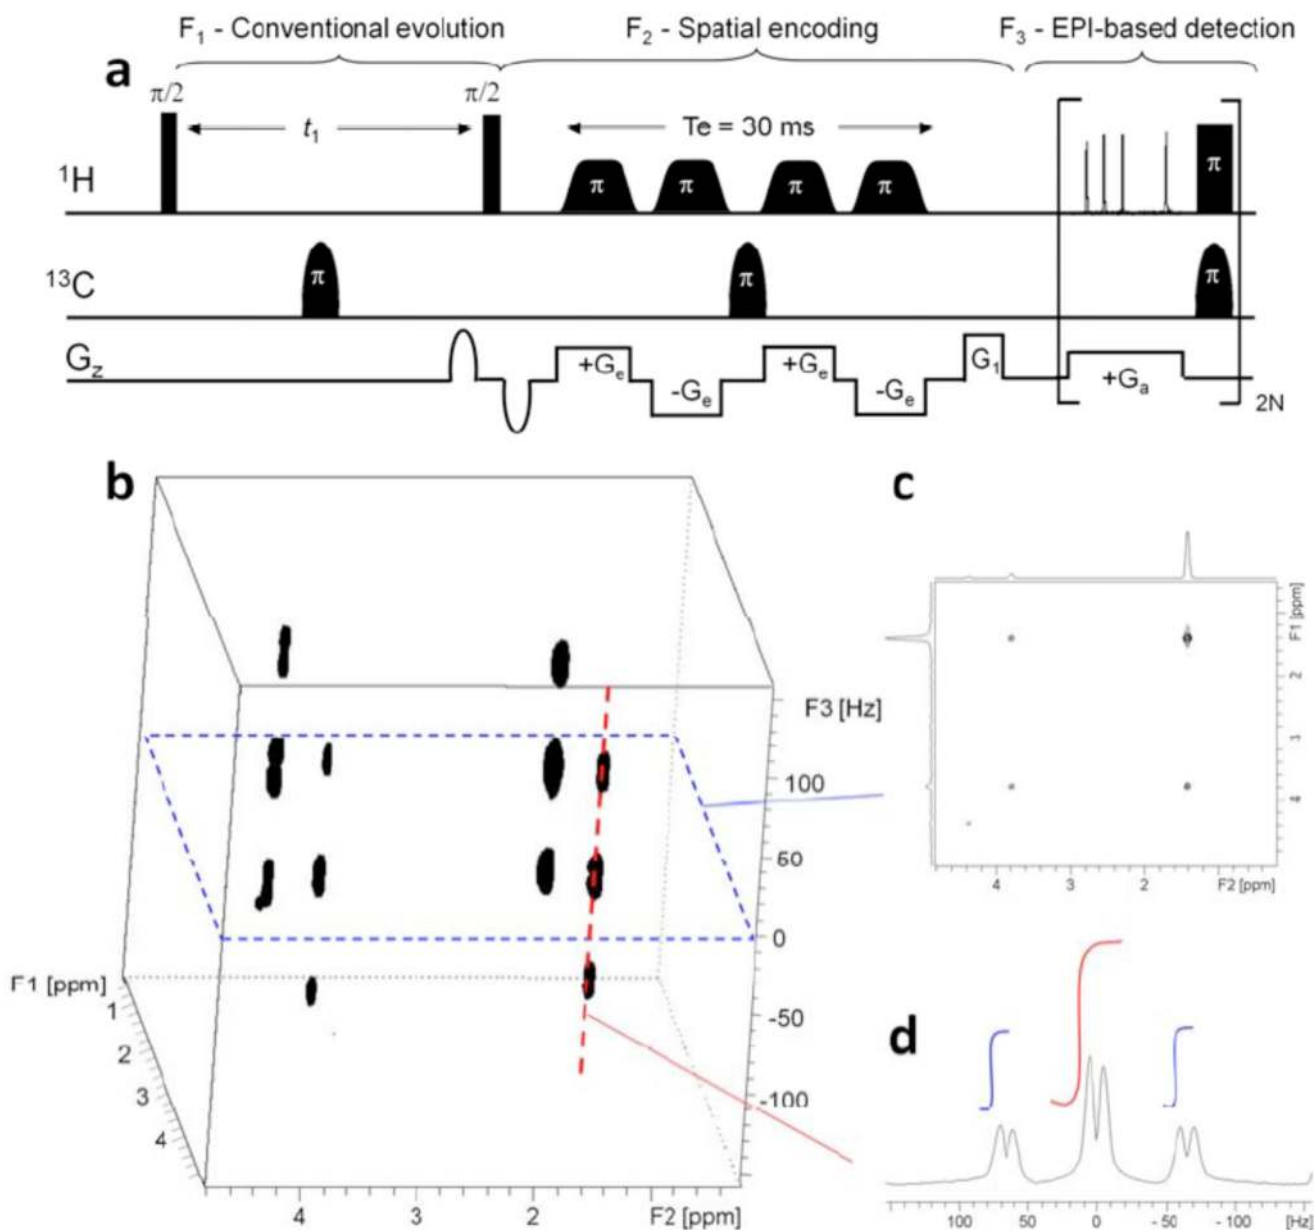 F1 - Conventional evolution F2 - Spatial encoding F3 - EPI-based detection
a
π/2 π/2
t1 Te = 30 ms
1H π π π π π
13C π π π
Gz +Ge -Ge +Ge -Ge G1 +Ga
2N
b
F3 [Hz]
100
50
0
-50
-100
F1 [ppm]
1
2
3
4
4 3 2 F2 [ppm]
c
F1 [ppm]
2
4
4 3 2 F2 [ppm]
d
100 50 0 - 50 - 100 [Hz]